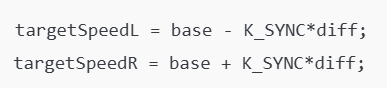 targetSpeedL = base - K_SYNC*diff;
targetSpeedR = base + K_SYNC*diff;